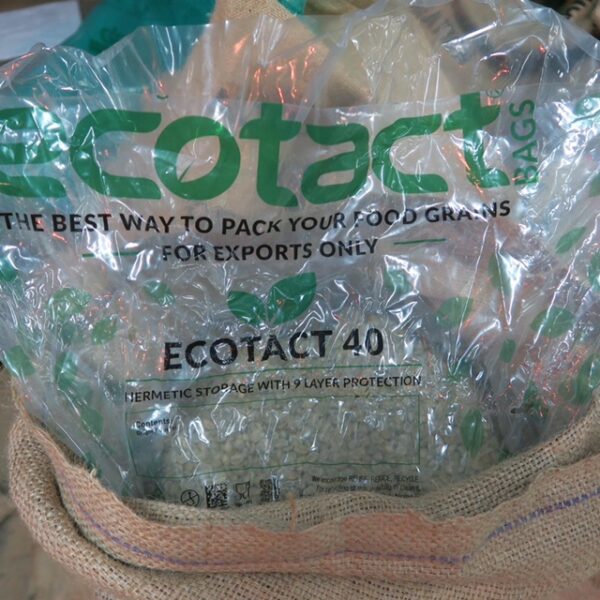 ecotact
BAGS
THE BEST WAY TO PACK YOUR FOOD GRAINS
FOR EXPORTS ONLY
ECOTACT 40
HERMETIC STORAGE WITH 9 LAYER PROTECTION
Contents: